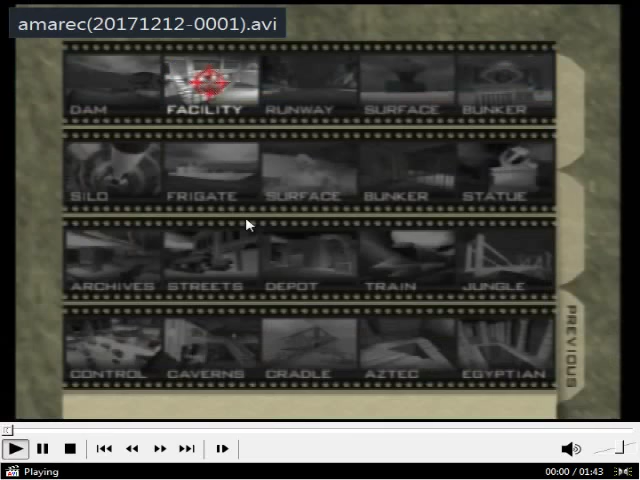 amarec(20171212-0001).avi
DAM FACILITY RUNWAY SURFACE BUNKER
SILO FRIGATE SURFACE BUNKER STATUE
ARCHIVES STREETS DEPOT TRAIN JUNGLE
CONTROL CAVERNS CRADLE AZTEC EGYPTIAN
PREVIOUS
Playing 00:00 / 01:43